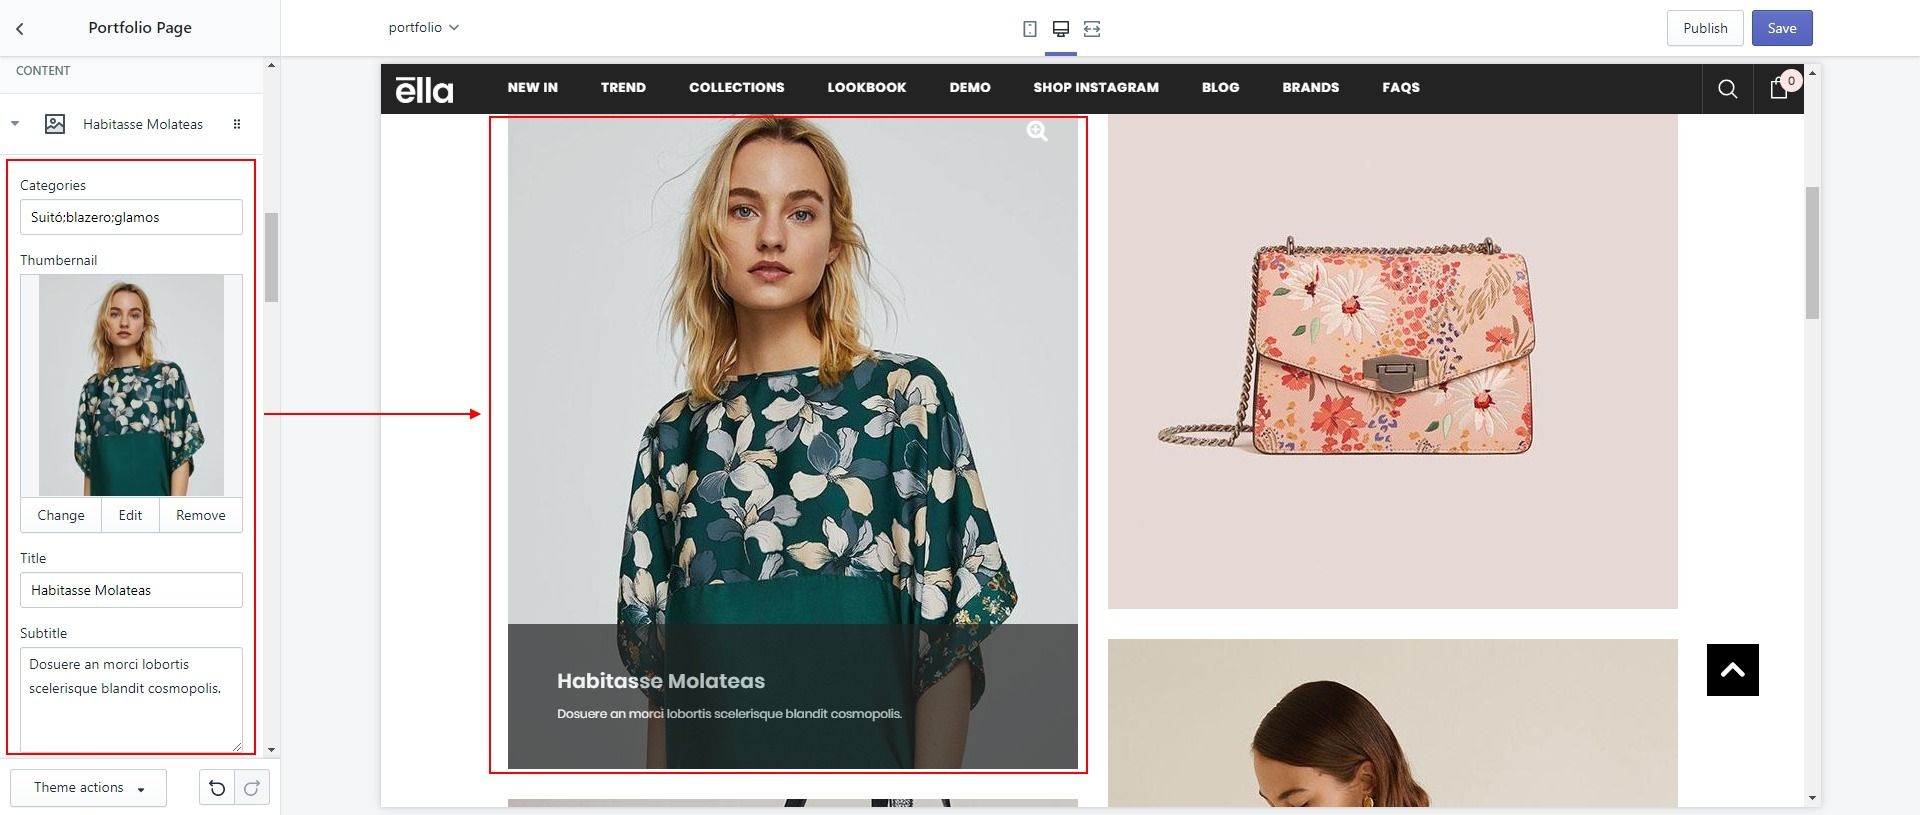 Portfolio Page
portfolio
Publish
Save
CONTENT
Habitasse Molateas
Categories
Suitó;blazero;glamos
Thumbernail
Change
Edit
Remove
Title
Habitasse Molateas
Subtitle
Dosuere an morci lobortis
scelerisque blandit cosmopolis.
Theme actions
ella
NEW IN
TREND
COLLECTIONS
LOOKBOOK
DEMO
SHOP INSTAGRAM
BLOG
BRANDS
FAQS
0
Habitasse Molateas
Dosuere an morci lobortis scelerisque blandit cosmopolis.